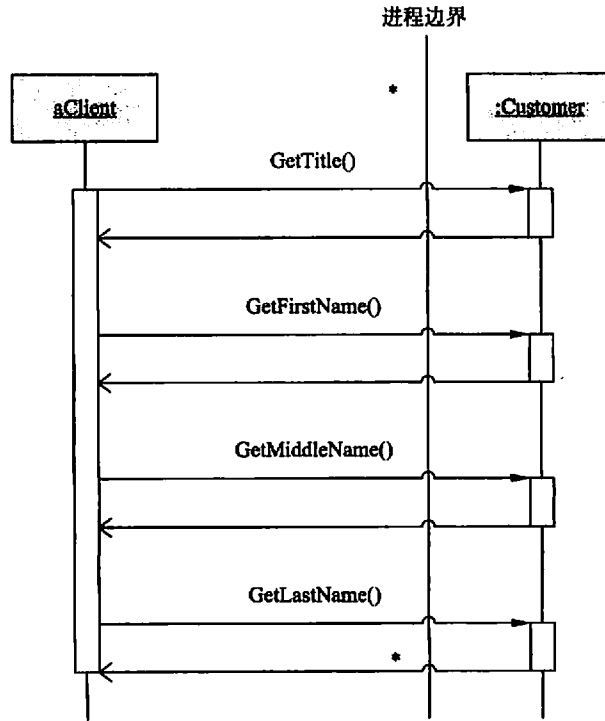 进程边界
*
aClient
:Customer
GetTitle()
GetFirstName()
GetMiddleName()
GetLastName()
*